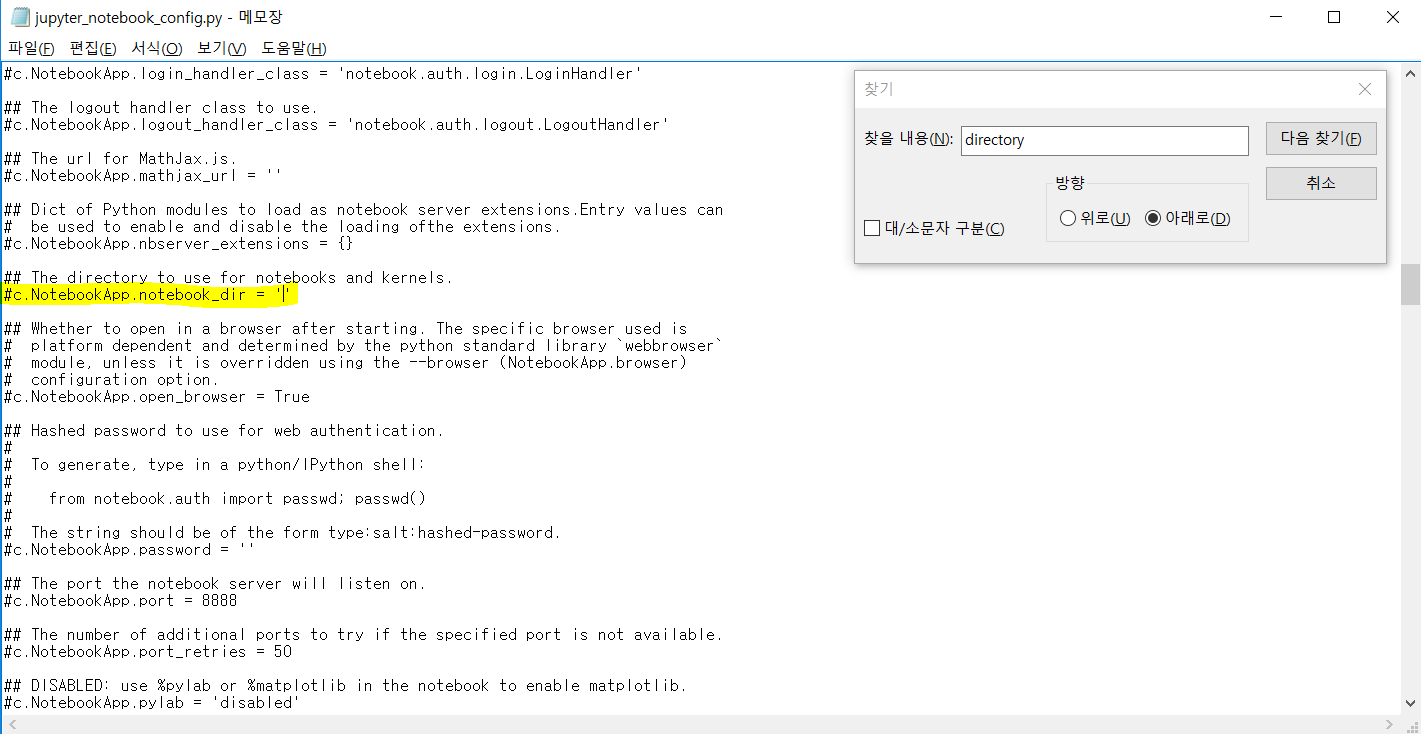 jupyter_notebook_config.py - 메모장
파일(F) 편집(E) 서식(O) 보기(V) 도움말(H)
#c.NotebookApp.login_handler_class = 'notebook.auth.login.LoginHandler'
## The logout handler class to use.
#c.NotebookApp.logout_handler_class = 'notebook.auth.logout.LogoutHandler'
## The url for MathJax.js.
#c.NotebookApp.mathjax_url = ''
## Dict of Python modules to load as notebook server extensions.Entry values can
#  be used to enable and disable the loading ofthe extensions.
#c.NotebookApp.nbserver_extensions = {}
## The directory to use for notebooks and kernels.
#c.NotebookApp.notebook_dir = ''
## Whether to open in a browser after starting. The specific browser used is
#  platform dependent and determined by the python standard library `webbrowser`
#  module, unless it is overridden using the --browser (NotebookApp.browser)
#  configuration option.
#c.NotebookApp.open_browser = True
## Hashed password to use for web authentication.
#
#  To generate, type in a python/IPython shell:
#
#    from notebook.auth import passwd; passwd()
#
#  The string should be of the form type:salt:hashed-password.
#c.NotebookApp.password = ''
## The port the notebook server will listen on.
#c.NotebookApp.port = 8888
## The number of additional ports to try if the specified port is not available.
#c.NotebookApp.port_retries = 50
## DISABLED: use %pylab or %matplotlib in the notebook to enable matplotlib.
#c.NotebookApp.pylab = 'disabled'
찾기
찾을 내용(N): directory 다음 찾기(F)
방향 취소
위로(U) 아래로(D)
대/소문자 구분(C)